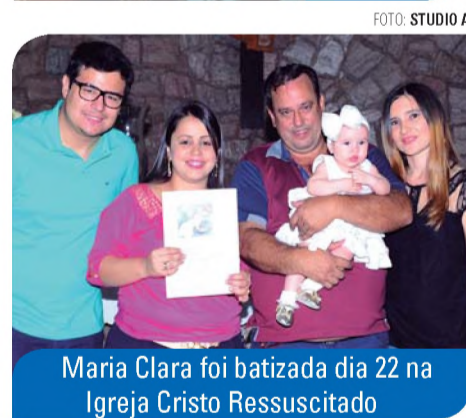 FOTO: STUDIO A
Maria Clara foi batizada dia 22 na
Igreja Cristo Ressuscitado